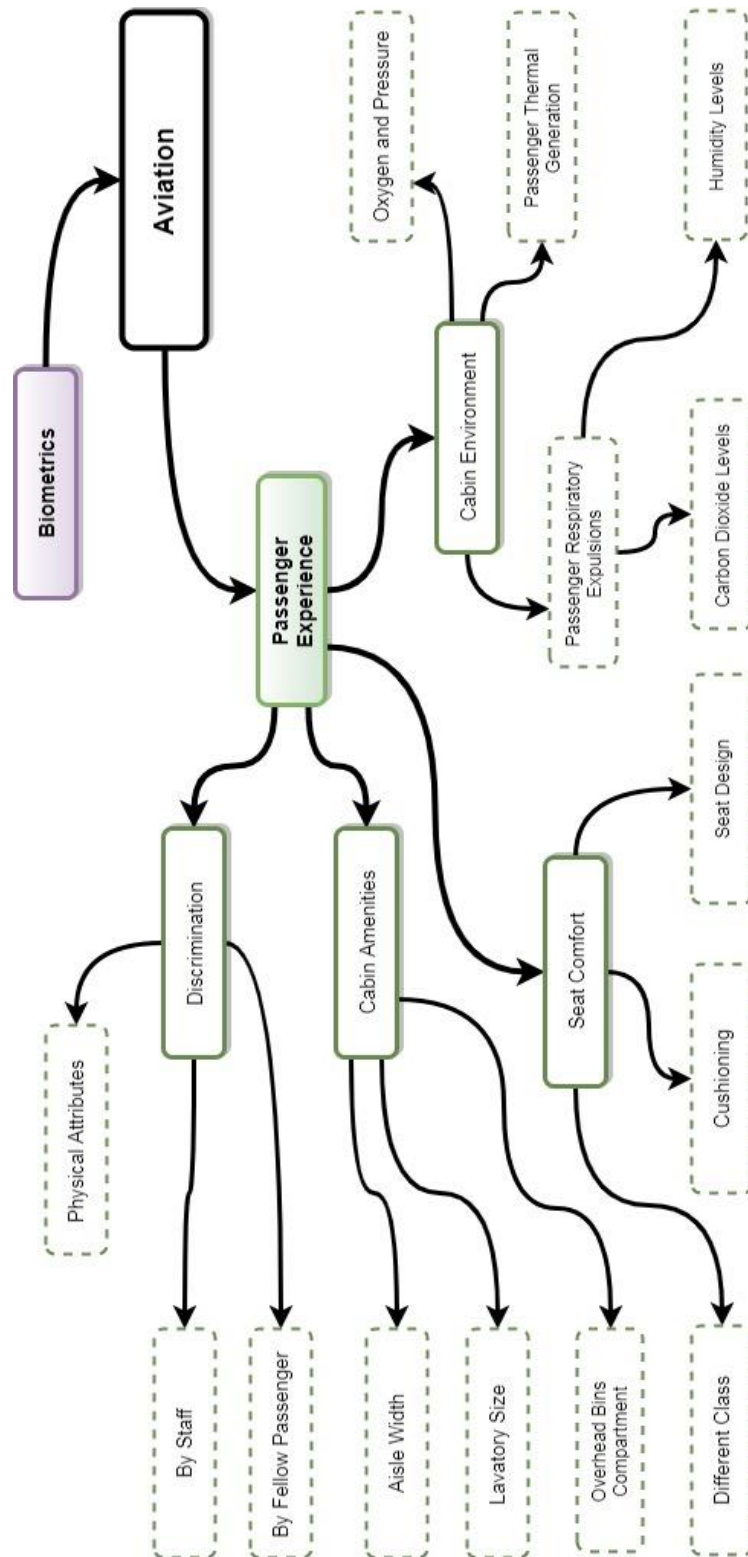 Biometrics
Aviation
Passenger
Experience
Discrimination
Physical Attributes
By Staff
By Fellow Passenger
Cabin Amenities
Aisle Width
Lavatory Size
Overhead Bins
Compartment
Seat Comfort
Different Class
Cushioning
Seat Design
Cabin Environment
Oxygen and Pressure
Passenger Thermal
Generation
Passenger Respiratory
Expulsions
Carbon Dioxide Levels
Humidity Levels